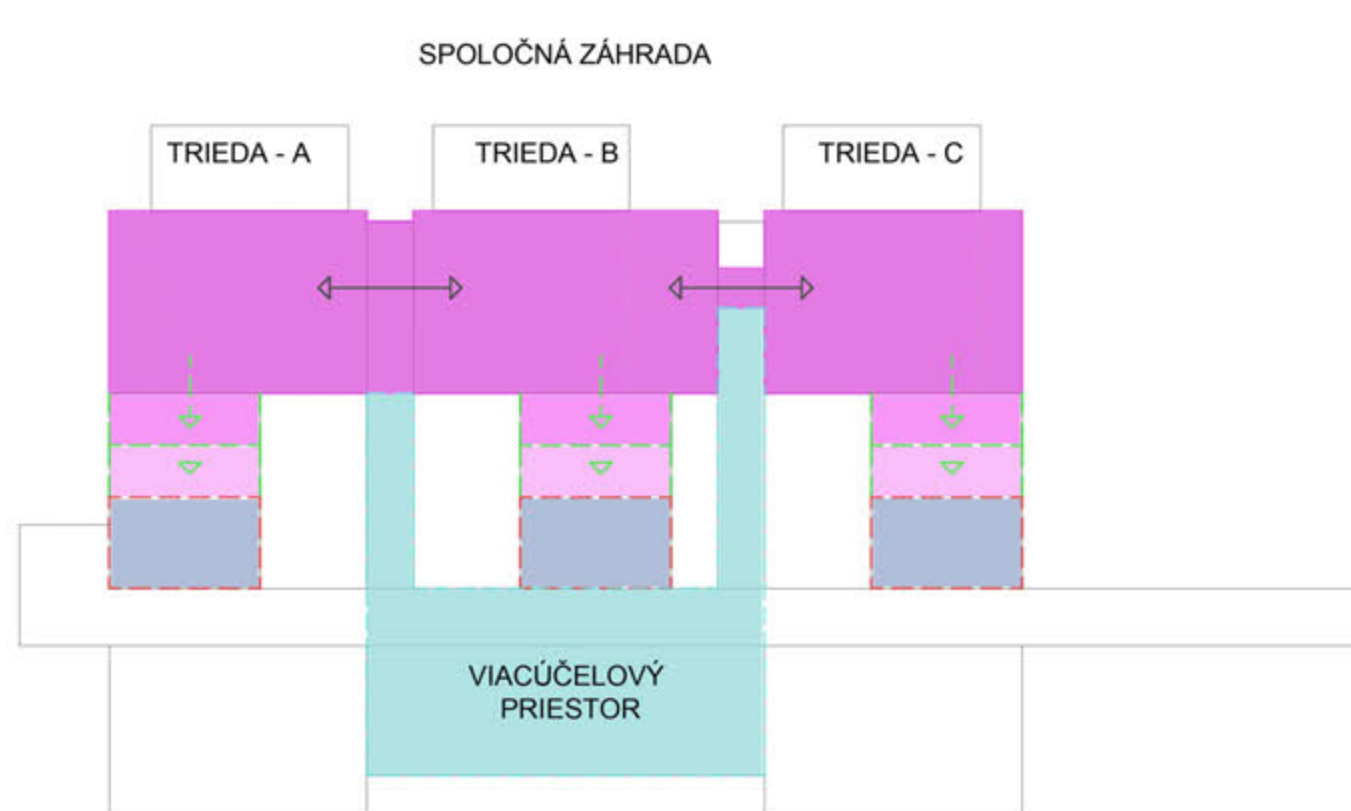 SPOLOČNÁ ZÁHRADA
TRIEDA - A
TRIEDA - B
TRIEDA - C
VIACÚČELOVÝ
PRIESTOR